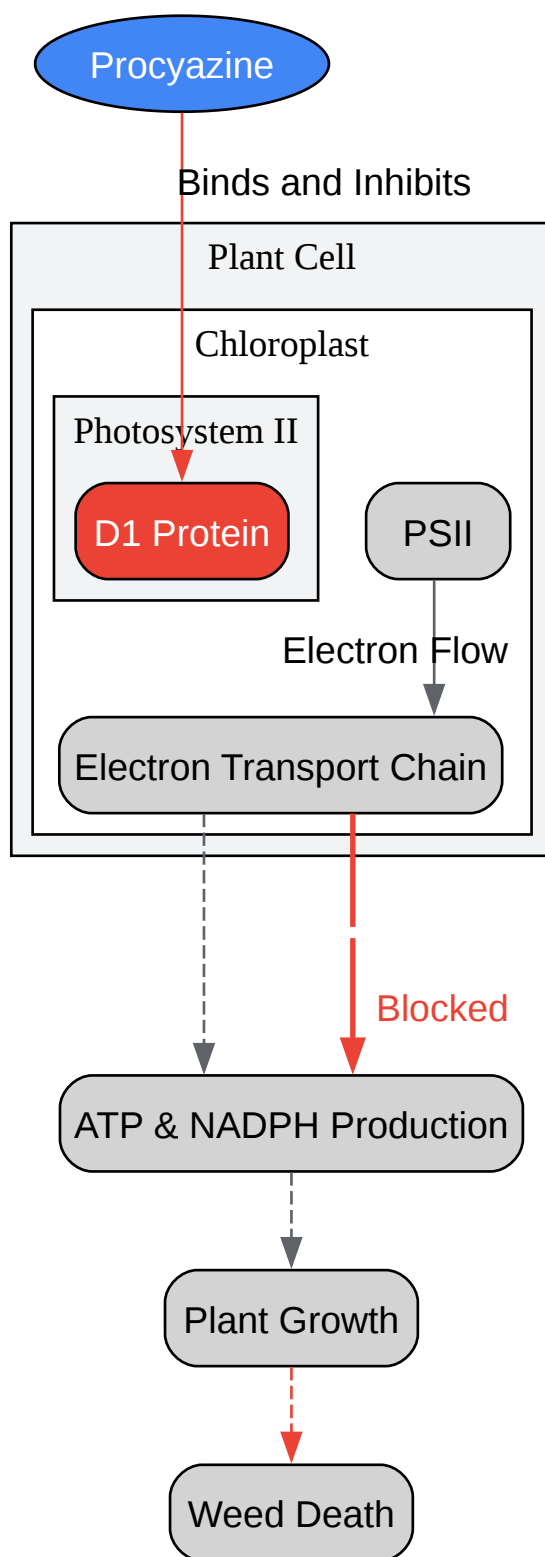 Procyazine
Binds and Inhibits
Plant Cell
Chloroplast
Photosystem II
D1 Protein
PSII
Electron Flow
Electron Transport Chain
Blocked
ATP & NADPH Production
Plant Growth
Weed Death